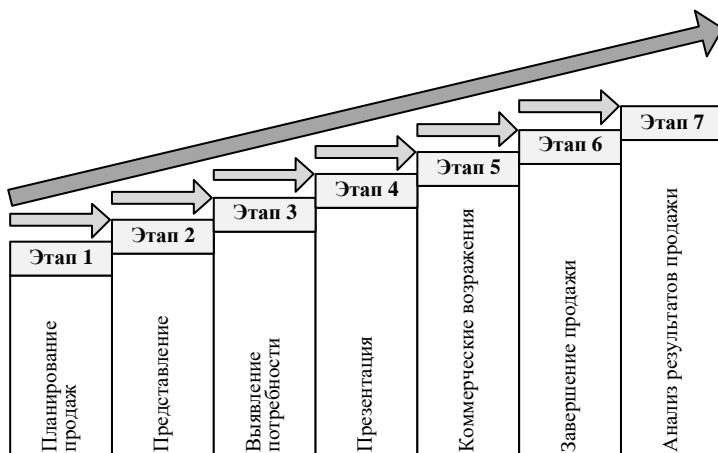 Этап 1
Планирование
продаж
Этап 2
Представление
Этап 3
Выявление
потребности
Этап 4
Презентация
Этап 5
Коммерческие возражения
Этап 6
Завершение продажи
Этап 7
Анализ результатов продажи